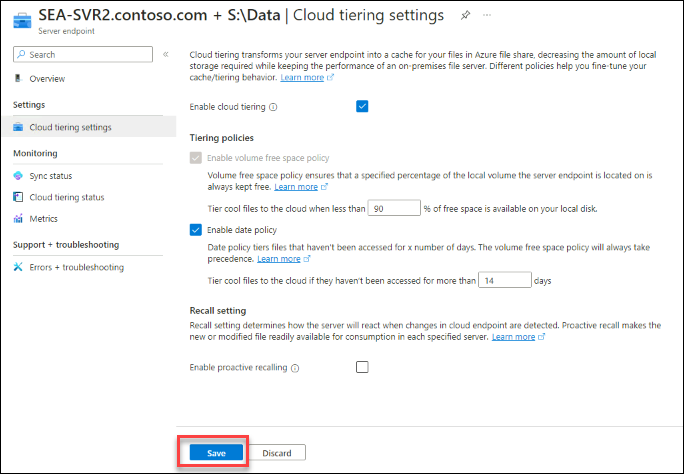 SEA-SVR2.contoso.com + S:\Data | Cloud tiering settings
Server endpoint
Search
Overview
Settings
Cloud tiering settings
Monitoring
Sync status
Cloud tiering status
Metrics
Support + troubleshooting
Errors + troubleshooting
Cloud tiering transforms your server endpoint into a cache for your files in Azure file share, decreasing the amount of local
storage required while keeping the performance of an on-premises file server. Different policies help you fine-tune your
cache/tiering behavior. Learn more
Enable cloud tiering
Tiering policies
Enable volume free space policy
Volume free space policy ensures that a specified percentage of the local volume the server endpoint is located on is
always kept free. Learn more
Tier cool files to the cloud when less than 90 % of free space is available on your local disk.
Enable date policy
Date policy tiers files that haven't been accessed for x number of days. The volume free space policy will always take
precedence. Learn more
Tier cool files to the cloud if they haven't been accessed for more than 14 days
Recall setting
Recall setting determines how the server will react when changes in cloud endpoint are detected. Proactive recall makes the
new or modified file readily available for consumption in each specified server. Learn more
Enable proactive recalling
Save Discard